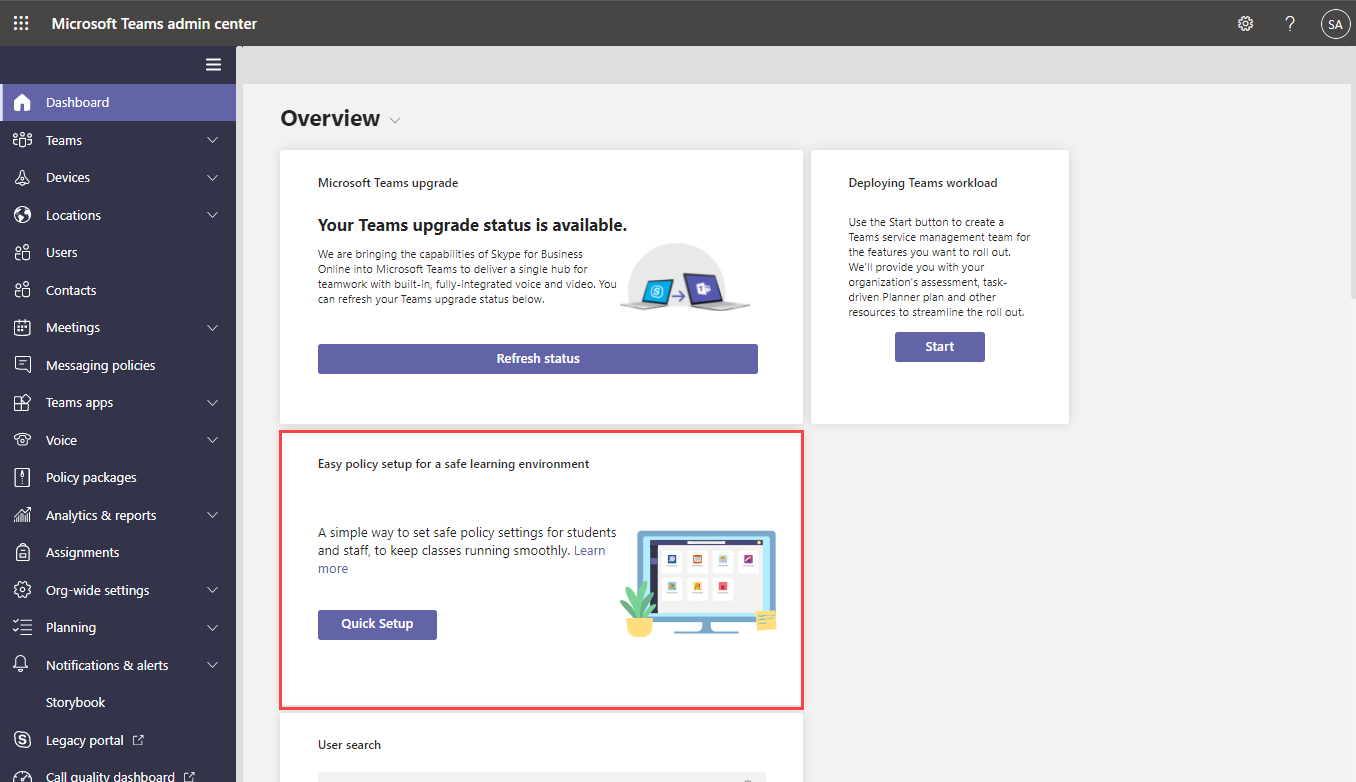 Microsoft Teams admin center
?
SA
Dashboard
Teams
Devices
Locations
Users
Contacts
Meetings
Messaging policies
Teams apps
Voice
Policy packages
Analytics & reports
Assignments
Org-wide settings
Planning
Notifications & alerts
Storybook
Legacy portal
Call quality dashboard
Overview
Microsoft Teams upgrade
Your Teams upgrade status is available.
We are bringing the capabilities of Skype for Business
Online into Microsoft Teams to deliver a single hub for
teamwork with built-in, fully-integrated voice and video. You
can refresh your Teams upgrade status below.
Refresh status
Deploying Teams workload
Use the Start button to create a
Teams service management team for
the features you want to roll out.
We'll provide you with your
organization's assessment, task-
driven Planner plan and other
resources to streamline the roll out.
Start
Easy policy setup for a safe learning environment
A simple way to set safe policy settings for students
and staff, to keep classes running smoothly. Learn
more
Quick Setup
User search